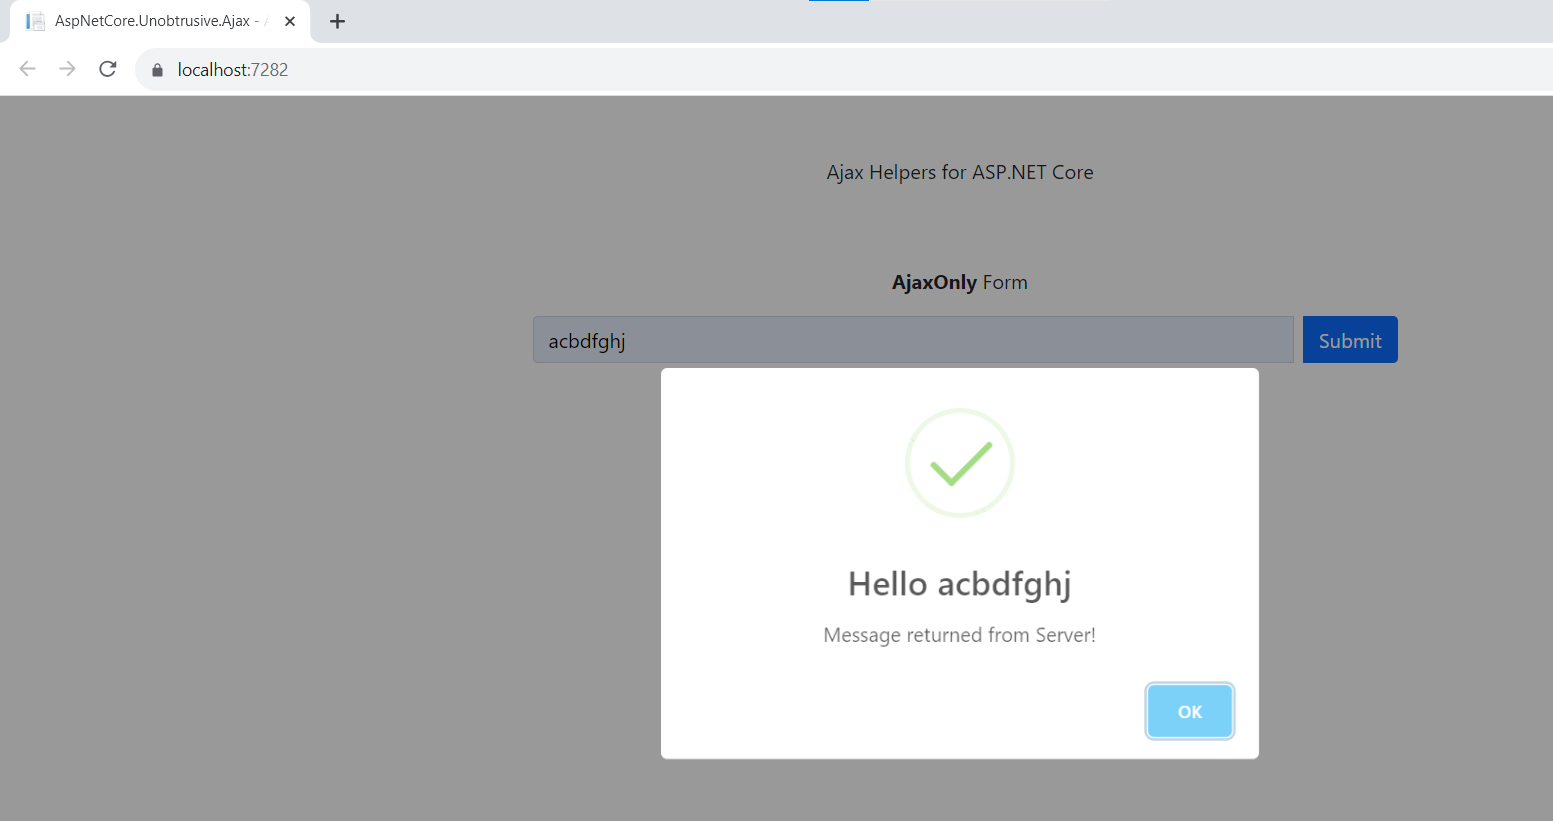 AspNetCore.Unobtrusive.Ajax -
localhost:7282
Ajax Helpers for ASP.NET Core
AjaxOnly Form
acbdfghj
Submit
Hello acbdfghj
Message returned from Server!
OK